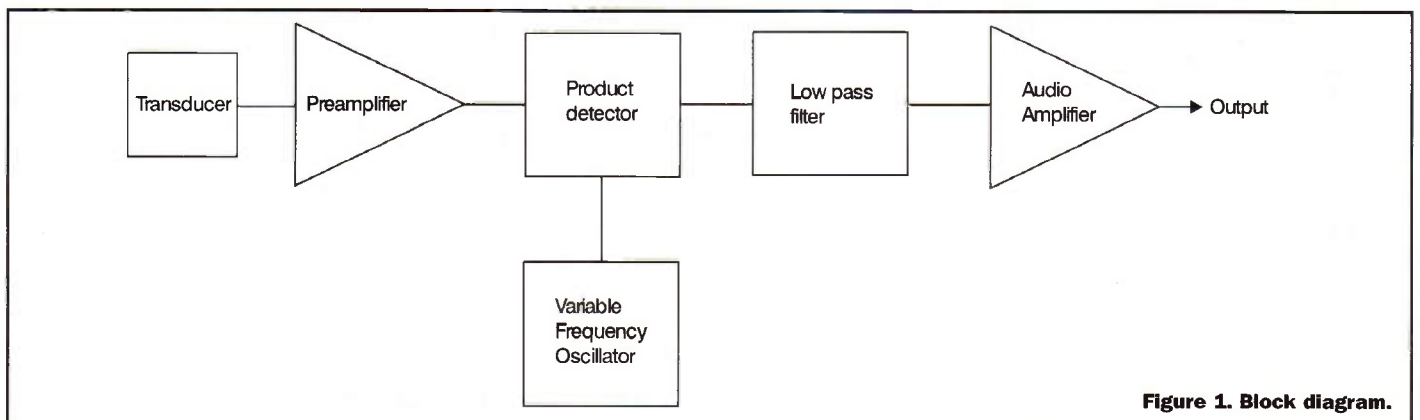 Transducer
Preamplifier
Product
detector
Low pass
filter
Audio
Amplifier
Output
Variable
Frequency
Oscillator
Figure 1. Block diagram.